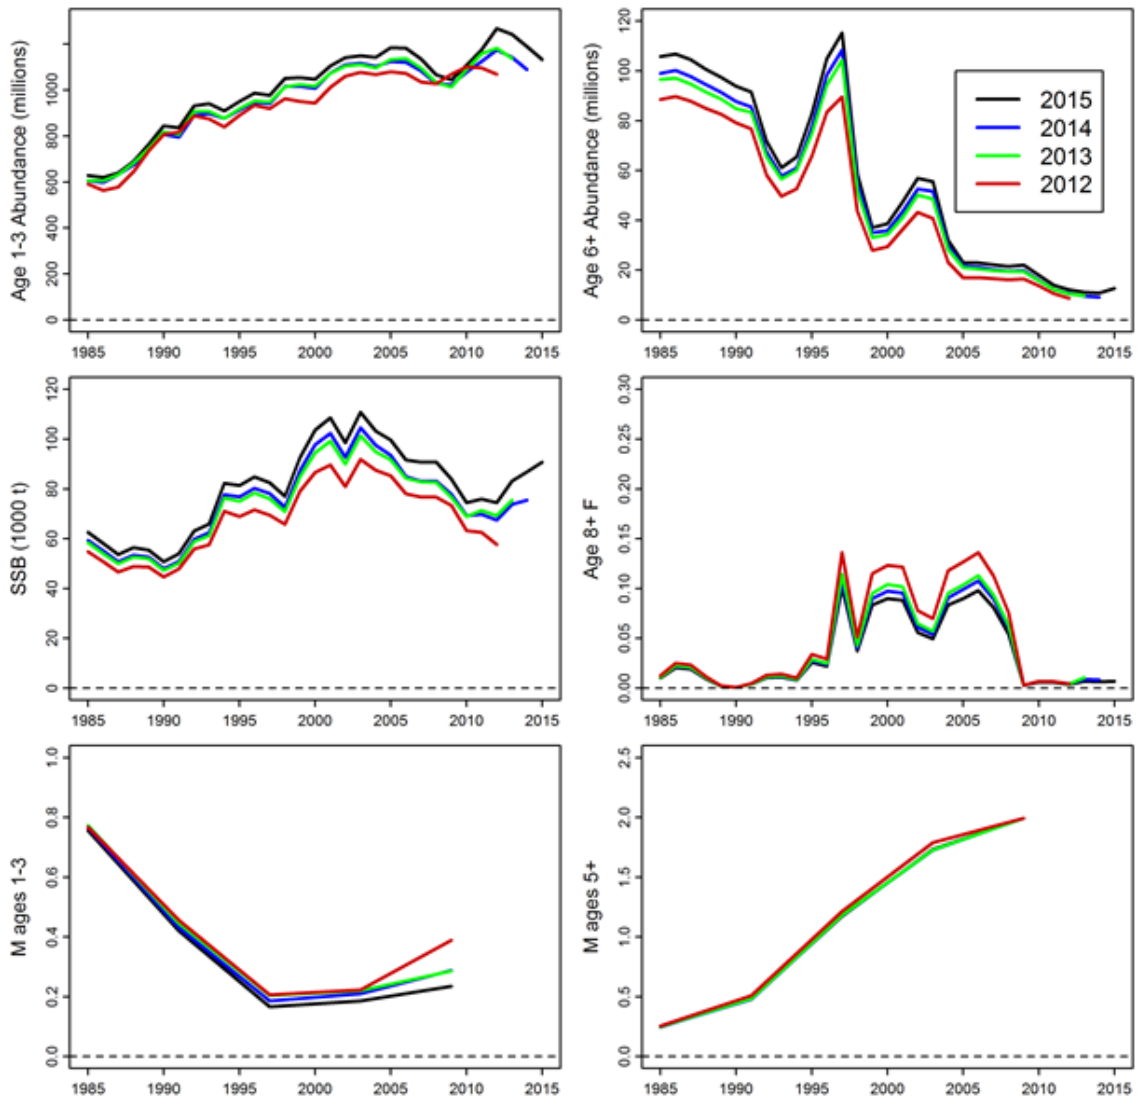 Age 1-3 Abundance (millions)
0 200 400 600 800 1000
1985 1990 1995 2000 2005 2010 2015
Age 6+ Abundance (millions)
0 20 40 60 80 100 120
2015
2014
2013
2012
1985 1990 1995 2000 2005 2010 2015
SSB (1000 t)
0 20 40 60 80 100 120
1985 1990 1995 2000 2005 2010 2015
Age 8+ F
0.00 0.05 0.10 0.15 0.20 0.25 0.30
1985 1990 1995 2000 2005 2010 2015
M ages 1-3
0.0 0.2 0.4 0.6 0.8 1.0
1985 1990 1995 2000 2005 2010 2015
M ages 5+
0.0 0.5 1.0 1.5 2.0 2.5
1985 1990 1995 2000 2005 2010 2015